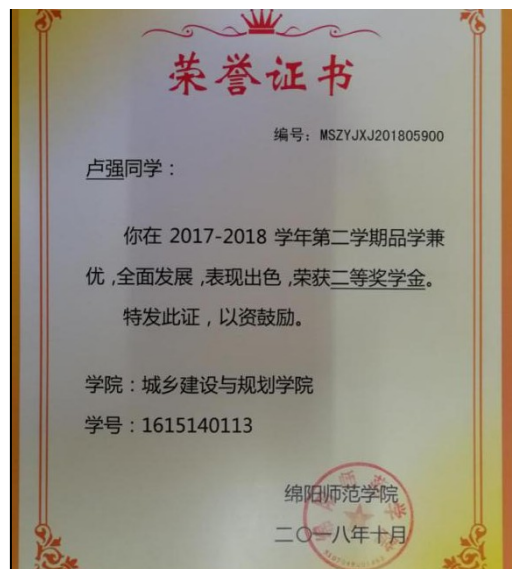 荣誉证书
编号：MSZYJXJ201805900
卢强同学：
你在 2017-2018 学年第二学期品学兼
优，全面发展，表现出色，荣获二等奖学金。
特发此证，以资鼓励。
学院：城乡建设与规划学院
学号：1615140113
绵阳师范学院
二〇一八年十月